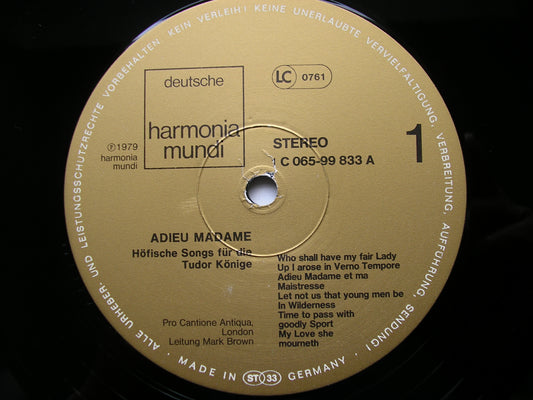 ALLE URHEBER- UND LEISTUNGSSCHUTZRECHTE VORBEHALTEN KEIN VERLEIH! KEINE UNERLAUBTE VERVIELFÄLTIGUNG, VERBREITUNG, AUFFÜHRUNG, SENDUNG!
deutsche
harmonia
mundi
LC 0761
℗1979
harmonia
mundi
STEREO
1 C 065-99 833 A
1
ADIEU MADAME
Höfische Songs für die
Tudor Könige
Who shall have my fair Lady
Up I arose in Verno Tempore
Adieu Madame et ma
Maistresse
Let not us that young men be
In Wilderness
Time to pass with
goodly Sport
My Love she
mourneth
Pro Cantione Antiqua,
London
Leitung Mark Brown
MADE IN ST 33 GERMANY